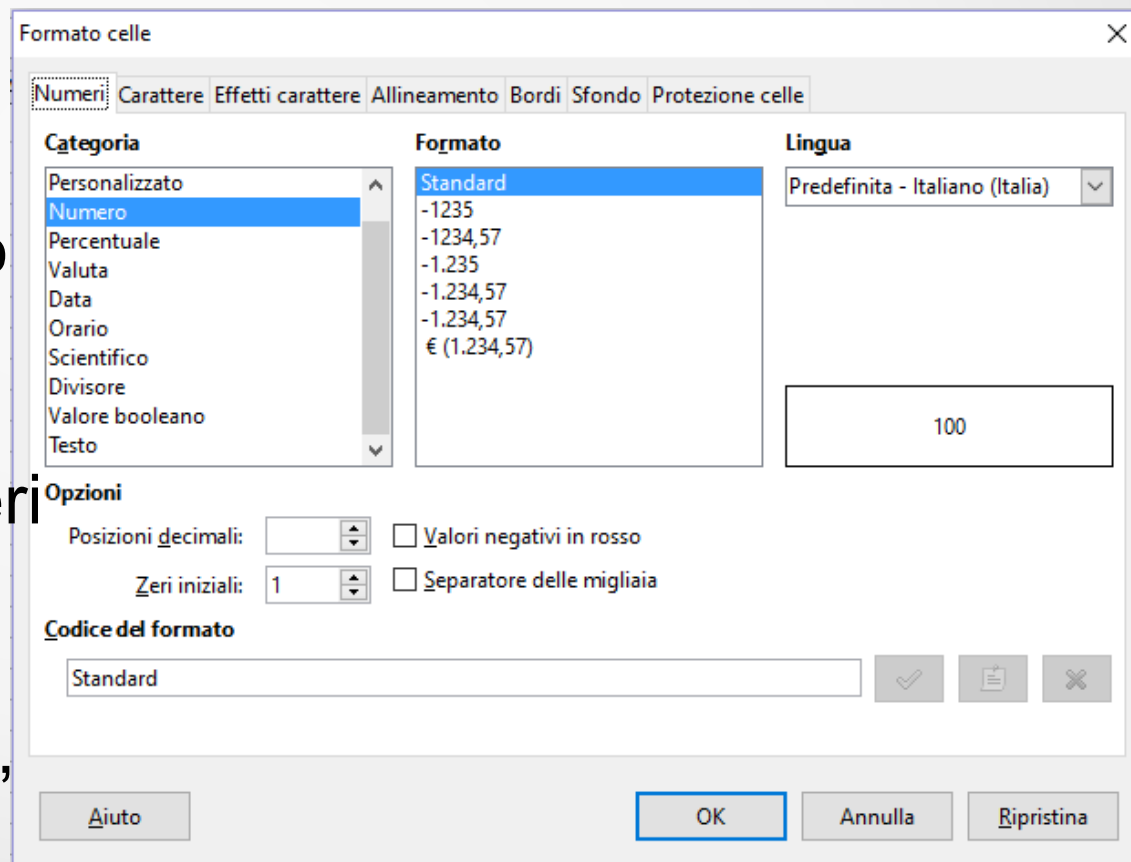 Formato celle
Numeri Carattere Effetti carattere Allineamento Bordi Sfondo Protezione celle
Categoria
Personalizzato
Numero
Percentuale
Valuta
Data
Orario
Scientifico
Divisore
Valore booleano
Testo
Formato
Standard
-1235
-1234,57
-1.235
-1.234,57
-1.234,57
€ (1.234,57)
Lingua
Predefinita - Italiano (Italia)
100
Opzioni
Posizioni decimali:
Valori negativi in rosso
Zeri iniziali: 1
Separatore delle migliaia
Codice del formato
Standard
Aiuto OK Annulla Ripristina